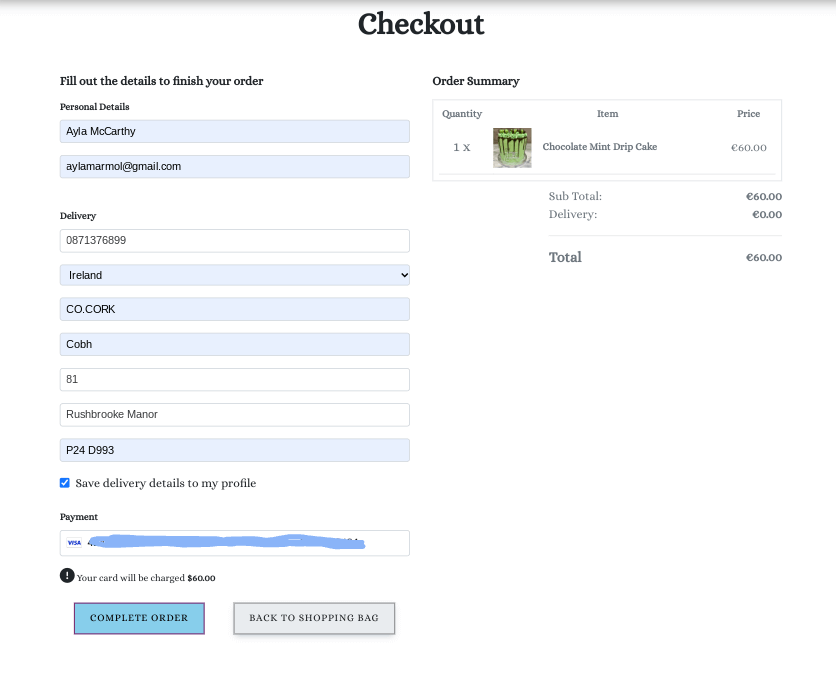 Checkout
Fill out the details to finish your order
Personal Details
Ayla McCarthy
aylamarmol@gmail.com
Delivery
0871376899
Ireland
CO.CORK
Cobh
81
Rushbrooke Manor
P24 D993
Save delivery details to my profile
Payment
VISA
Your card will be charged $60.00
COMPLETE ORDER BACK TO SHOPPING BAG
Order Summary
Quantity Item Price
1 x Chocolate Mint Drip Cake €60.00
Sub Total: €60.00
Delivery: €0.00
Total €60.00